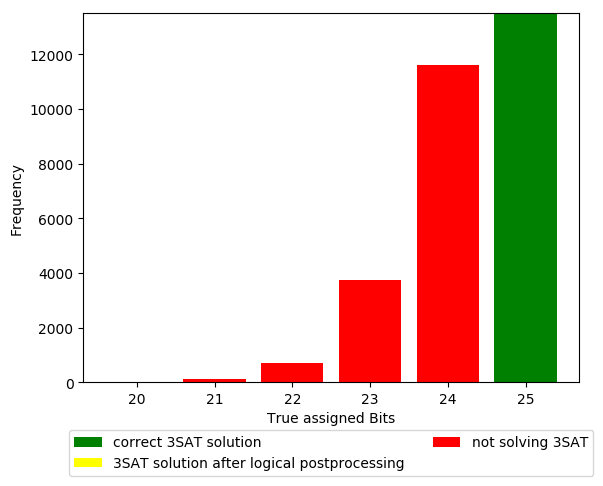 12000
10000
8000
6000
4000
2000
0
Frequency
20 21 22 23 24 25
True assigned Bits
correct 3SAT solution not solving 3SAT
3SAT solution after logical postprocessing